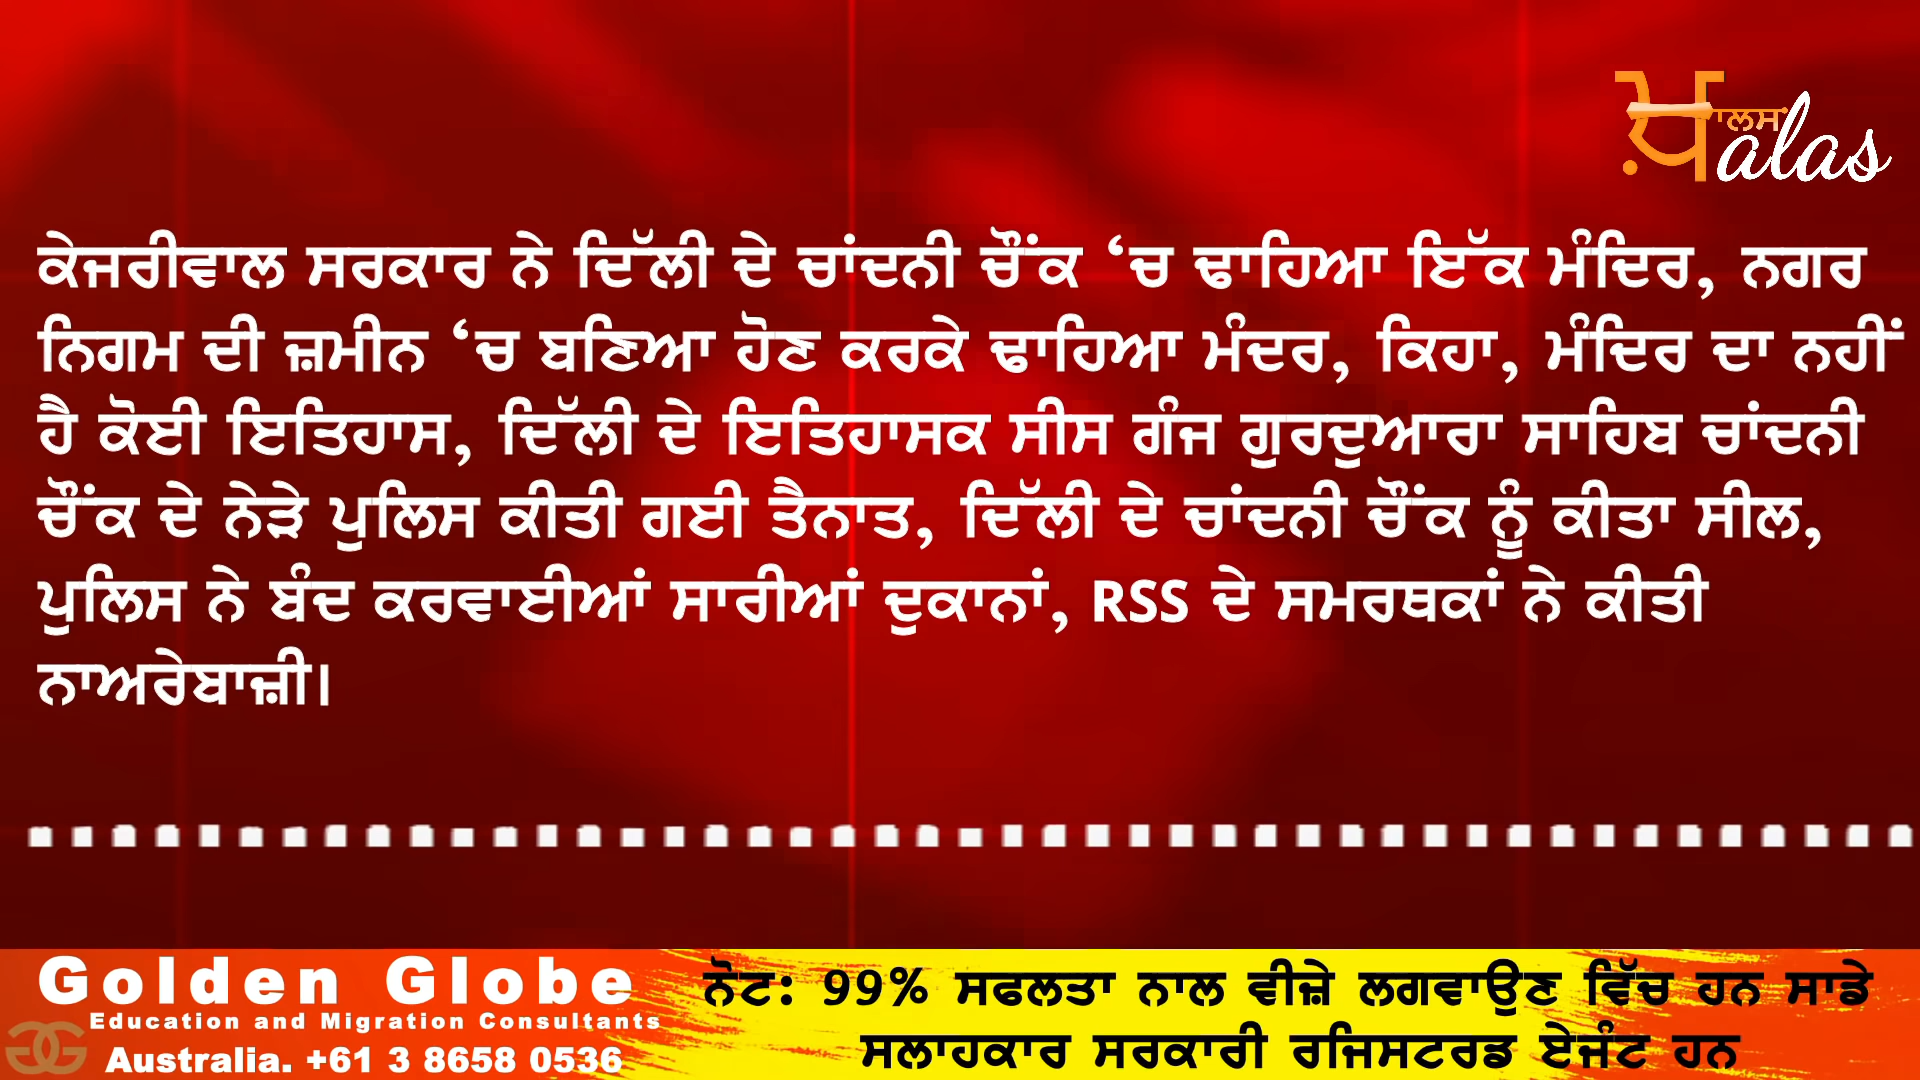 ਖ਼ਾਲਸ alas
ਕੇਜਰੀਵਾਲ ਸਰਕਾਰ ਨੇ ਦਿੱਲੀ ਦੇ ਚਾਂਦਨੀ ਚੌਂਕ ‘ਚ ਢਾਹਿਆ ਇੱਕ ਮੰਦਿਰ, ਨਗਰ
ਨਿਗਮ ਦੀ ਜ਼ਮੀਨ ‘ਚ ਬਣਿਆ ਹੋਣ ਕਰਕੇ ਢਾਹਿਆ ਮੰਦਰ, ਕਿਹਾ, ਮੰਦਿਰ ਦਾ ਨਹੀਂ
ਹੈ ਕੋਈ ਇਤਿਹਾਸ, ਦਿੱਲੀ ਦੇ ਇਤਿਹਾਸਕ ਸੀਸ ਗੰਜ ਗੁਰਦੁਆਰਾ ਸਾਹਿਬ ਚਾਂਦਨੀ
ਚੌਂਕ ਦੇ ਨੇੜੇ ਪੁਲਿਸ ਕੀਤੀ ਗਈ ਤੈਨਾਤ, ਦਿੱਲੀ ਦੇ ਚਾਂਦਨੀ ਚੌਂਕ ਨੂੰ ਕੀਤਾ ਸੀਲ,
ਪੁਲਿਸ ਨੇ ਬੰਦ ਕਰਵਾਈਆਂ ਸਾਰੀਆਂ ਦੁਕਾਨਾਂ, RSS ਦੇ ਸਮਰਥਕਾਂ ਨੇ ਕੀਤੀ
ਨਾਅਰੇਬਾਜ਼ੀ।
Golden Globe
Education and Migration Consultants
Australia. +61 3 8658 0536
ਨੋਟ: 99% ਸਫਲਤਾ ਨਾਲ ਵੀਜ਼ੇ ਲਗਵਾਉਣ ਵਿੱਚ ਹਨ ਸਾਡੇ
ਸਲਾਹਕਾਰ ਸਰਕਾਰੀ ਰਜਿਸਟਰਡ ਏਜੰਟ ਹਨ